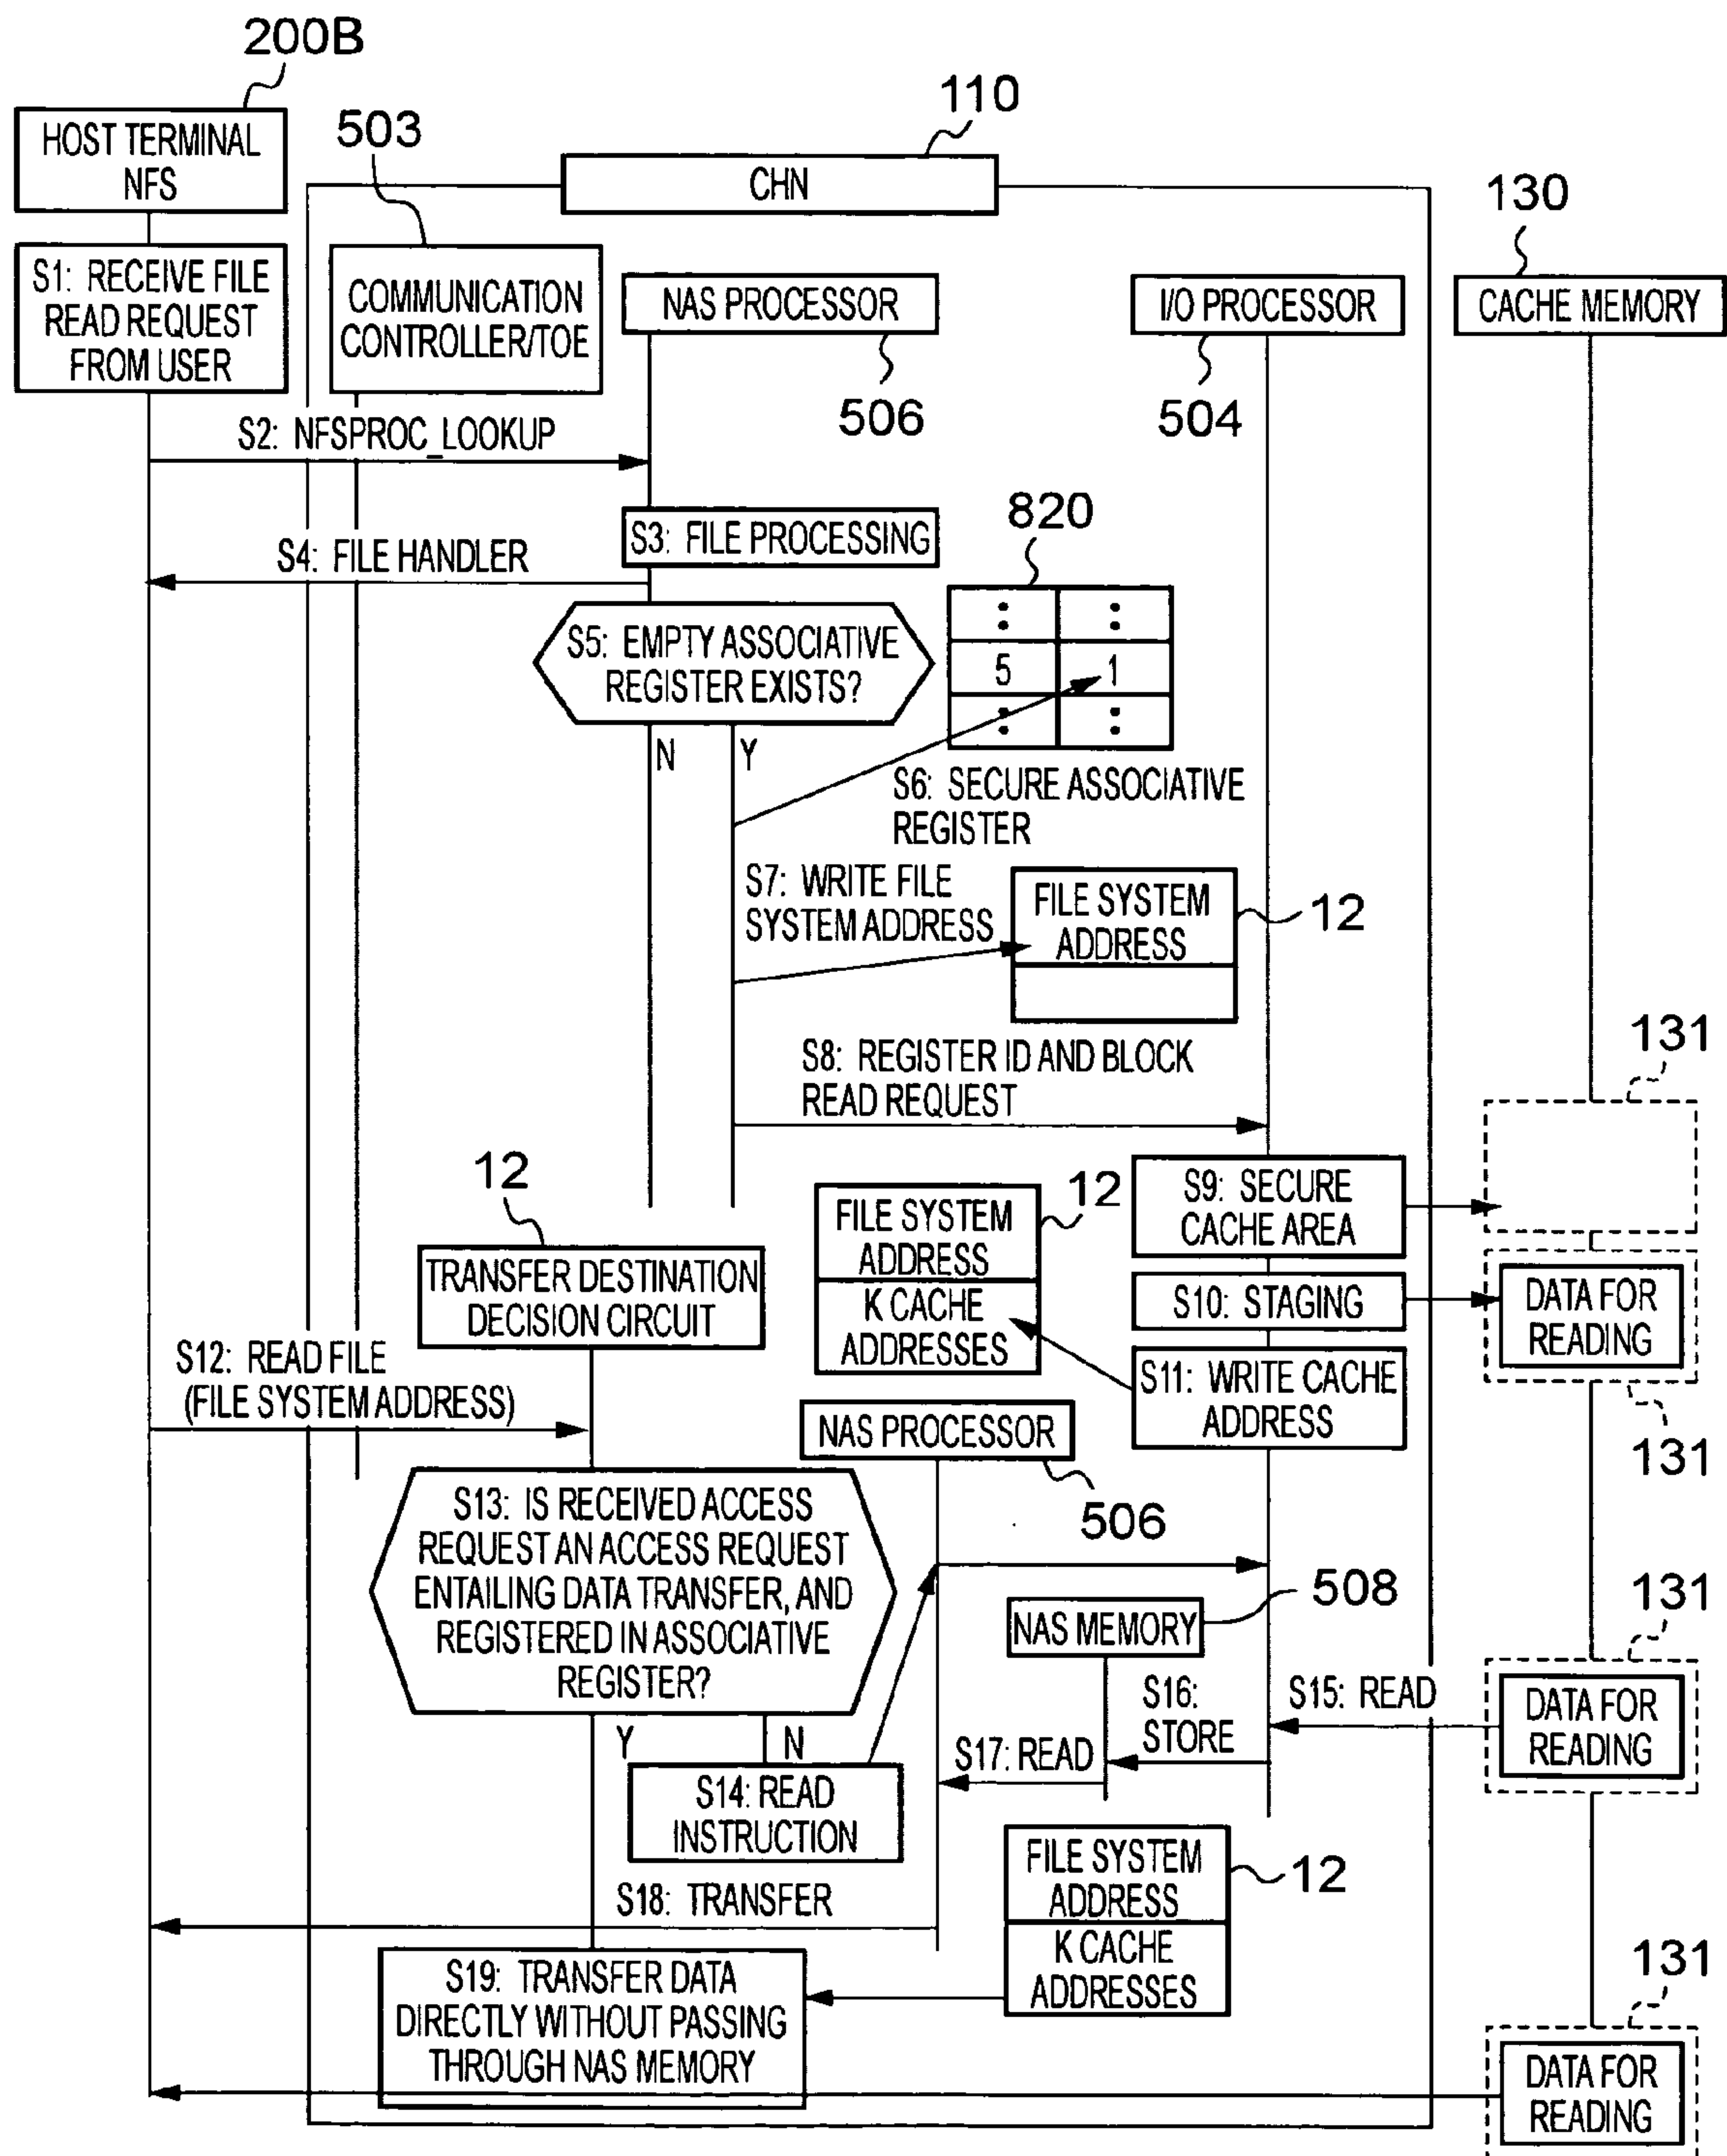 200B
HOST TERMINAL
NFS
503
110
CHN
130
S1: RECEIVE FILE
READ REQUEST
FROM USER
COMMUNICATION
CONTROLLER/TOE
NAS PROCESSOR
506
I/O PROCESSOR
504
CACHE MEMORY
S2: NFSPROC_LOOKUP
S3: FILE PROCESSING
820
S4: FILE HANDLER
S5: EMPTY ASSOCIATIVE
REGISTER EXISTS?
5 1
N Y
S6: SECURE ASSOCIATIVE
REGISTER
S7: WRITE FILE
SYSTEM ADDRESS
FILE SYSTEM
ADDRESS
12
S8: REGISTER ID AND BLOCK
READ REQUEST
131
12
TRANSFER DESTINATION
DECISION CIRCUIT
FILE SYSTEM
ADDRESS
K CACHE
ADDRESSES
12
S9: SECURE
CACHE AREA
S10: STAGING
DATA FOR
READING
131
S11: WRITE CACHE
ADDRESS
S12: READ FILE
(FILE SYSTEM ADDRESS)
NAS PROCESSOR
506
S13: IS RECEIVED ACCESS
REQUEST AN ACCESS REQUEST
ENTAILING DATA TRANSFER, AND
REGISTERED IN ASSOCIATIVE
REGISTER?
NAS MEMORY
508
131
S15: READ
DATA FOR
READING
S16:
STORE
S17: READ
Y N
S14: READ
INSTRUCTION
S18: TRANSFER
FILE SYSTEM
ADDRESS
K CACHE
ADDRESSES
12
S19: TRANSFER DATA
DIRECTLY WITHOUT PASSING
THROUGH NAS MEMORY
131
DATA FOR
READING